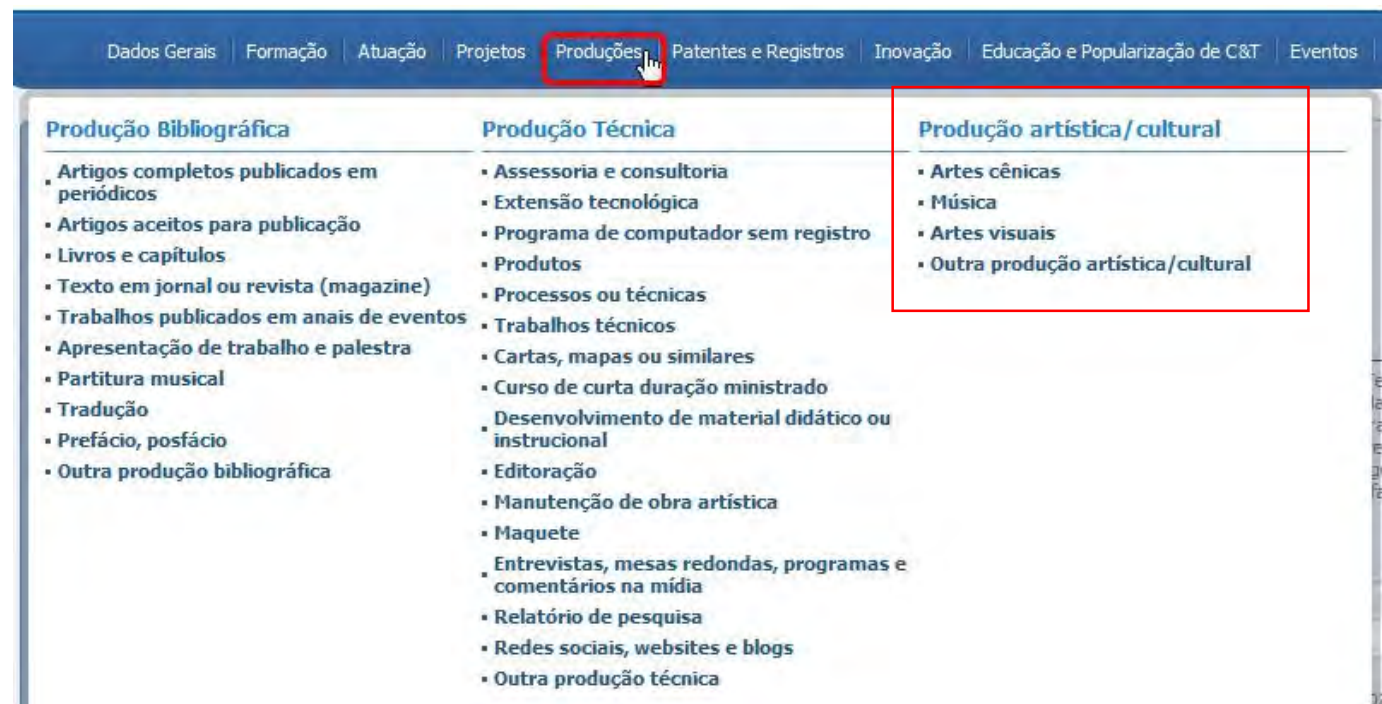 Dados Gerais
Formação
Atuação
Projetos
Produções
Patentes e Registros
Inovação
Educação e Popularização de C&T
Eventos
Produção Bibliográfica
Artigos completos publicados em
periódicos
Artigos aceitos para publicação
Livros e capítulos
Texto em jornal ou revista (magazine)
Trabalhos publicados em anais de eventos
Apresentação de trabalho e palestra
Partitura musical
Tradução
Prefácio, posfácio
Outra produção bibliográfica
Produção Técnica
Assessoria e consultoria
Extensão tecnológica
Programa de computador sem registro
Produtos
Processos ou técnicas
Trabalhos técnicos
Cartas, mapas ou similares
Curso de curta duração ministrado
Desenvolvimento de material didático ou
instrucional
Editoração
Manutenção de obra artística
Maquete
Entrevistas, mesas redondas, programas e
comentários na mídia
Relatório de pesquisa
Redes sociais, websites e blogs
Outra produção técnica
Produção artística/cultural
Artes cênicas
Música
Artes visuais
Outra produção artística/cultural